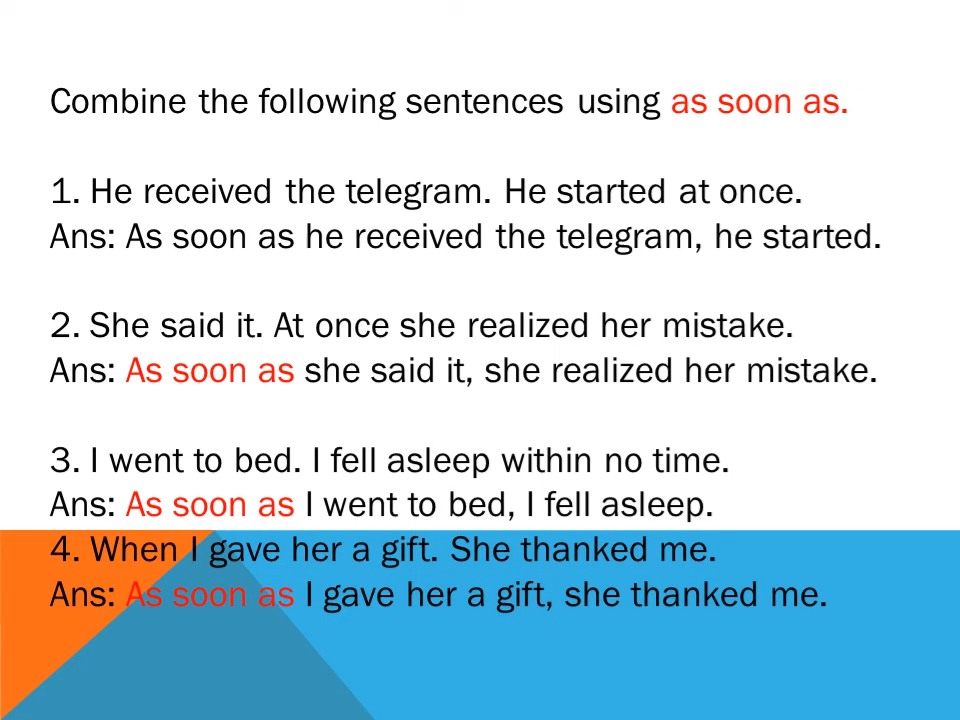 Combine the following sentences using as soon as.
1. He received the telegram. He started at once.
Ans: As soon as he received the telegram, he started.
2. She said it. At once she realized her mistake.
Ans: As soon as she said it, she realized her mistake.
3. I went to bed. I fell asleep within no time.
Ans: As soon as I went to bed, I fell asleep.
4. When I gave her a gift. She thanked me.
Ans: As soon as I gave her a gift, she thanked me.